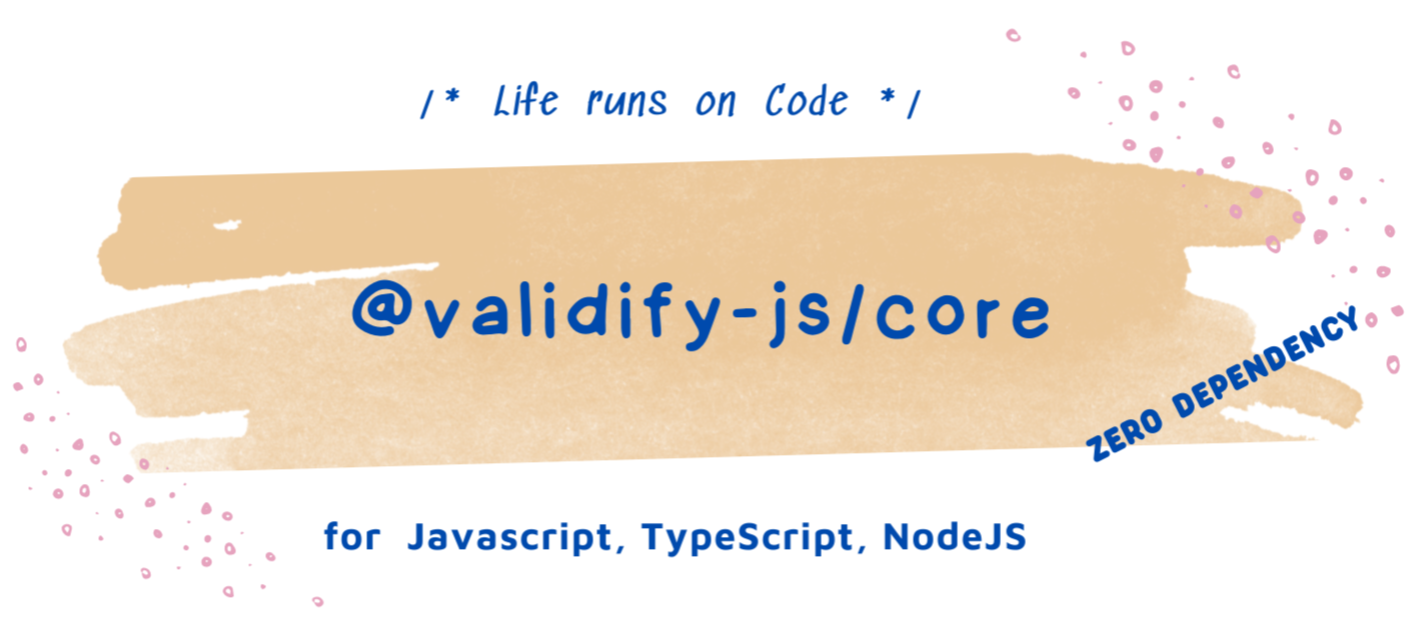 /* Life runs on Code */
@validify-js/core
ZERO DEPENDENCY
for Javascript, TypeScript, NodeJS